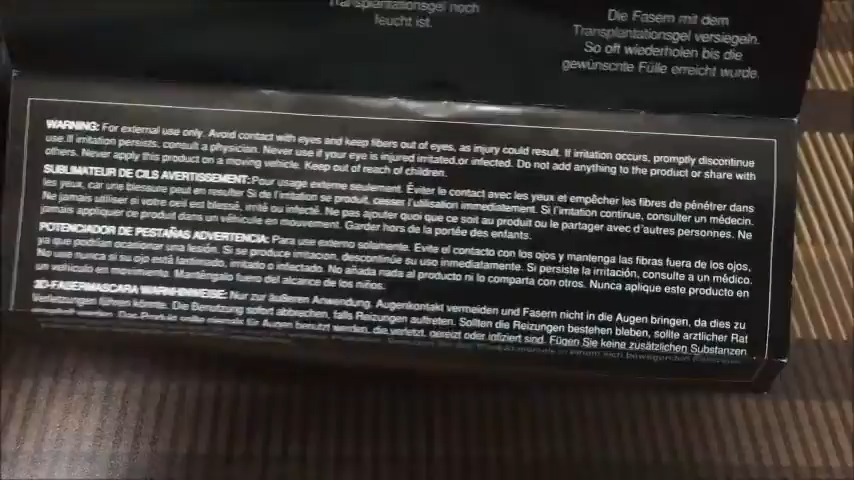 Transplantationsgel noch
feucht ist.
Die Fasern mit dem
Transplantationsgel versiegeln.
So oft wiederholen bis die
gewünschte Fülle erreicht wurde.
WARNING: For external use only. Avoid contact with eyes and keep fibers out of eyes, as injury could result. If irritation occurs, promptly discontinue
use.If irritation persists, consult a physician. Never use if your eye is injured irritated,or infected. Do not add anything to the product or share with
others. Never apply this product on a moving vehicle. Keep out of reach of children.
SUBLIMATEUR DE CILS AVERTISSEMENT: Pour usage externe seulement. Éviter le contact avec les yeux et empêcher les fibres de pénétrer dans
les yeux, car une blessure peut en resulter Si de l'irritation se produit, cesser l'utilisation immediatement. Si l'irritation continue, consulter un médecin.
Ne jamais utiliser si votre oeil est blessé, irrité ou infecté. Ne pas ajouter quoi que ce soit au produit ou le partager avec d'autres personnes. Ne
jamais appliquer ce produit dans un véhicule en mouvement. Garder hors de la portée des enfants.
POTENCIADOR DE PESTAÑAS ADVERTENCIA: Para use externo solamente. Evite el contacto con los ojos y mantenga las fibras fuera de los ojos,
ya que podrían ocasionar una lesión. Si se produce irritacion, descontinúe su uso inmediatamente. Si persiste la irritación, consulte a un médico.
No use nunca si su ojo está lastimado, irritado o infectado. No añada nada al producto ni lo comparta con otros. Nunca aplique este producto en
un vehículo en movimiento. Manténgalo fuero del alcance de los niños.
3D-FASERMASCARA WARNHINWEISE: Nur zur äußeren Anwendung. Augenkontakt vermeiden und Fasern nicht in die Augen bringen, da dies zu
Verletzungen führen könnte. Die Benutzung sofort abbrechen, falls Reizungen auftreten. Sollten die Reizungen bestehen bleiben, sollte arztlicher Rat
werden. Das Produkt sollte niemals für Augen benutzt werden, die verletzt, gereizt oder infiziert sind. Fügen Sie keine zusätzlichen Substanzen